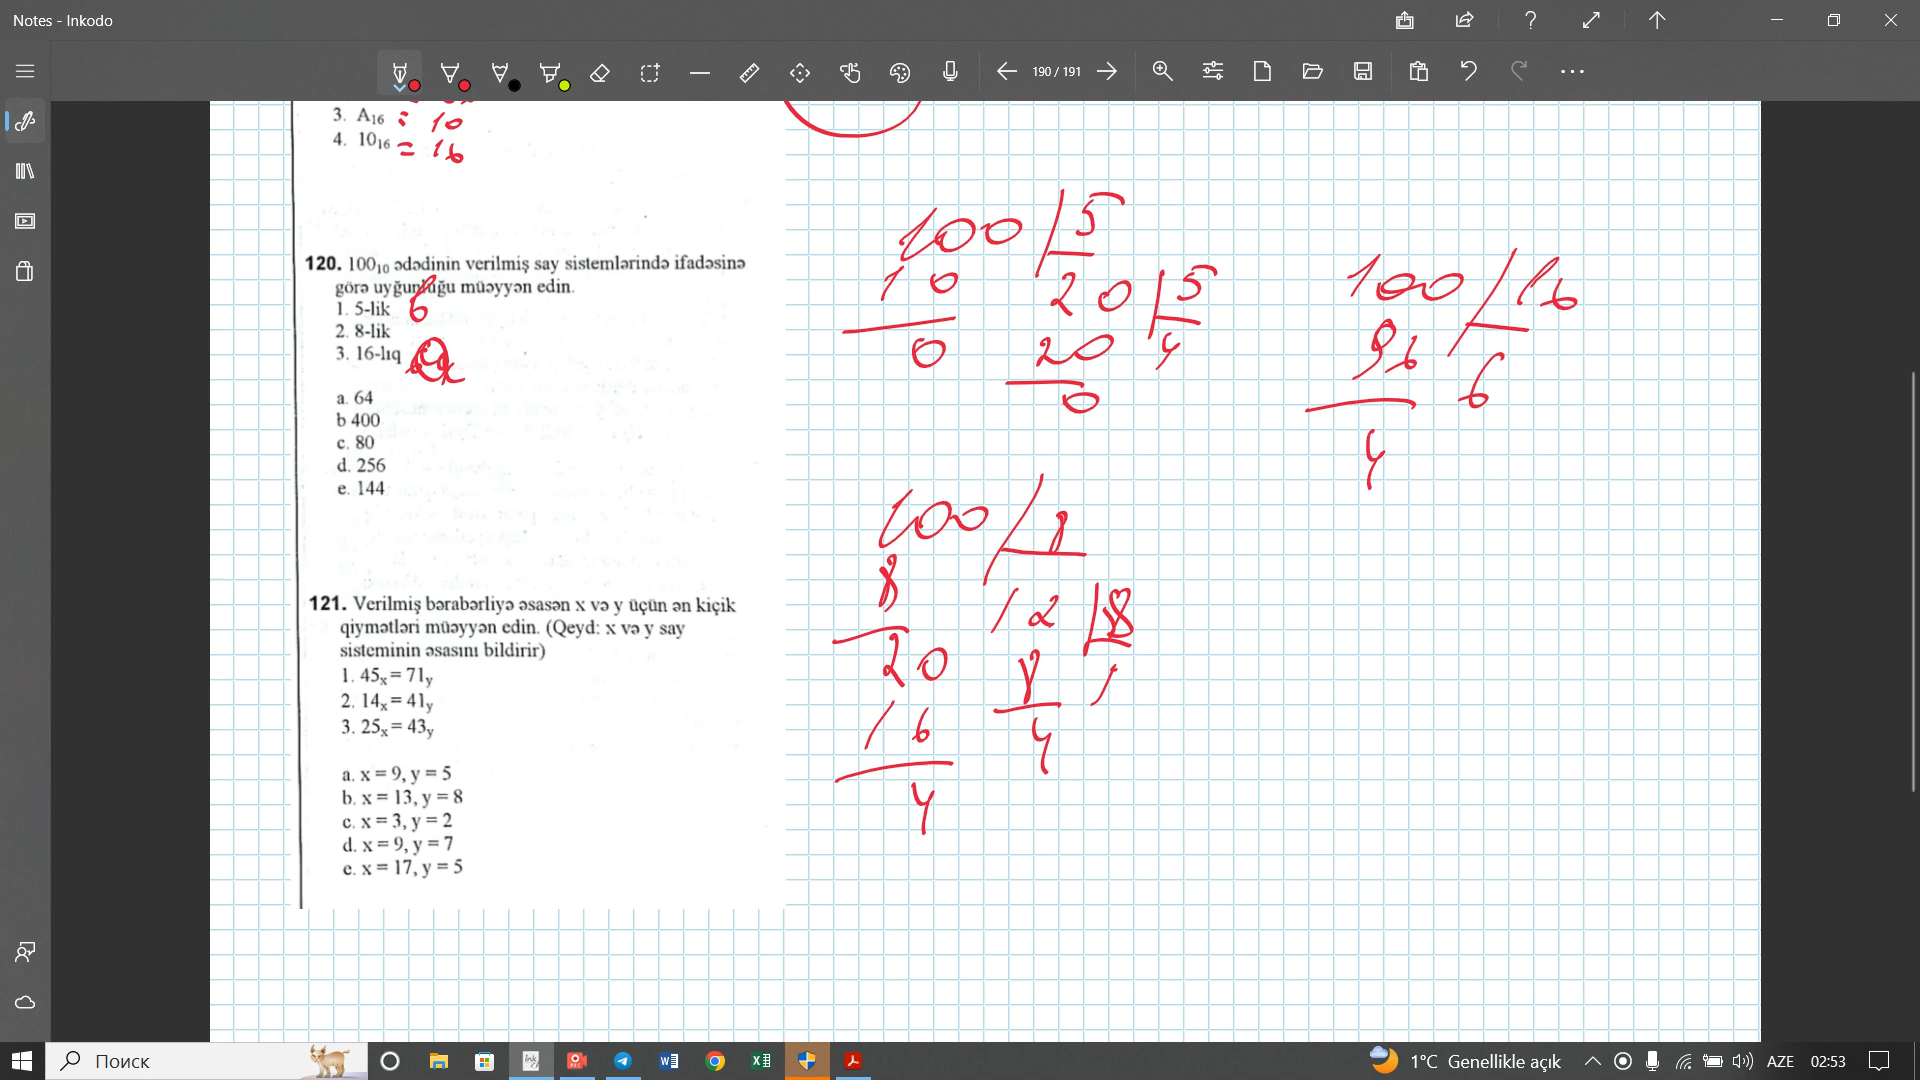 Notes - Inkodo
190 / 191
3. A16 = 10
4. 1016 = 16
120. 10010 ədədinin verilmiş say sistemlərində ifadəsinə
görə uyğunluğu müəyyən edin.
1. 5-lik b
2. 8-lik
3. 16-lıq a
a. 64
b 400
c. 80
d. 256
e. 144
121. Verilmiş bərabərliyə əsasən x və y üçün ən kiçik
qiymətləri müəyyən edin. (Qeyd: x və y say
sisteminin əsasını bildirir)
1. 45x = 71y
2. 14x = 41y
3. 25x = 43y
a. x = 9, y = 5
b. x = 13, y = 8
c. x = 3, y = 2
d. x = 9, y = 7
e. x = 17, y = 5
100 5
10 20 5
0 20 4
0
100 16
96 6
4
100 8
8 12 8
20 8 1
16 4
4
Поиск
1°C Genellikle açık
AZE
02:53